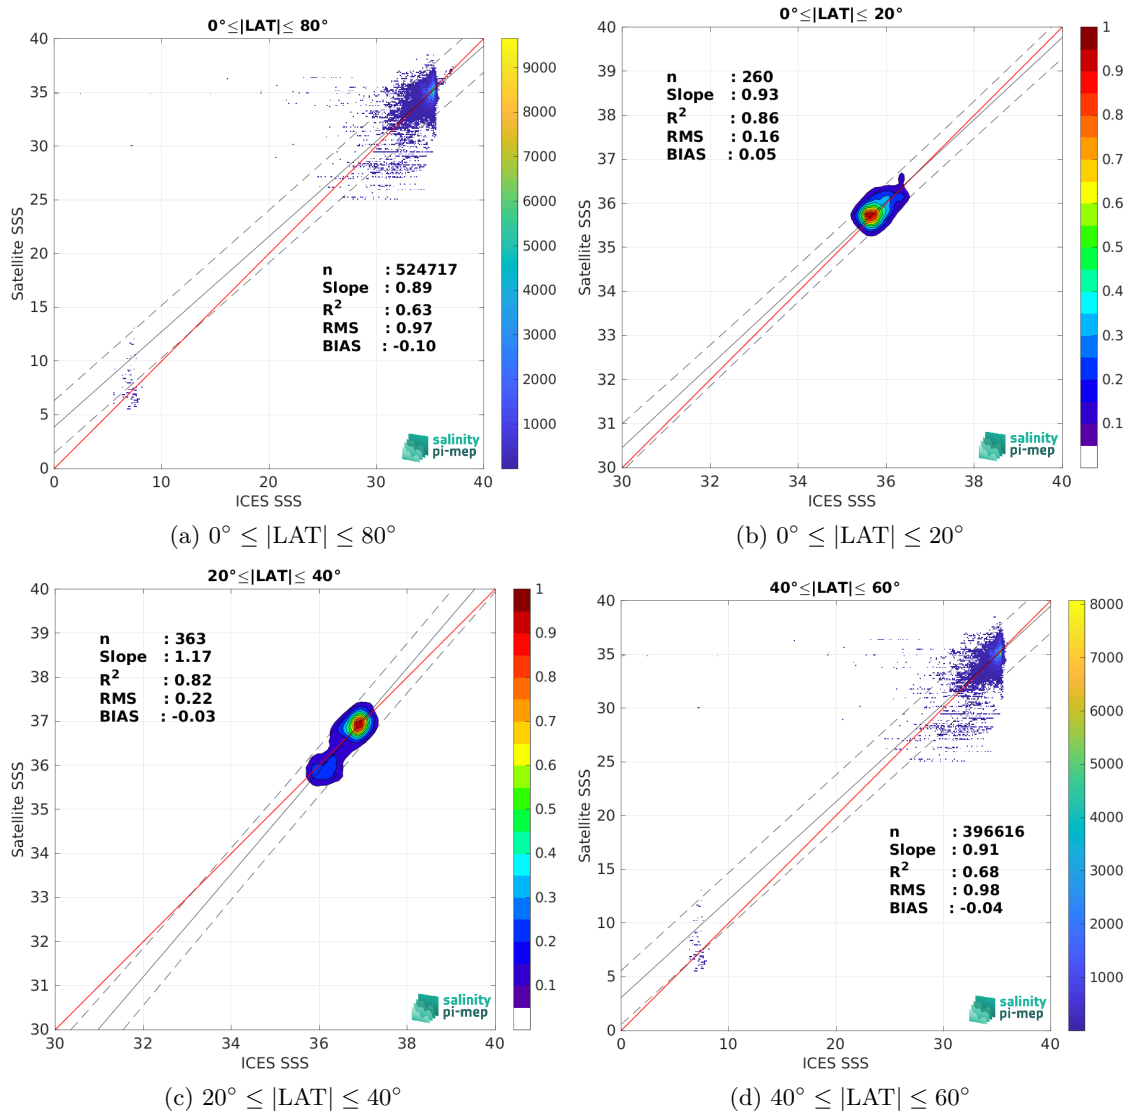 0°≤|LAT|≤ 80°
40
35
30
25
20
15
10
5
0
Satellite SSS
n : 524717
Slope : 0.89
R² : 0.63
RMS : 0.97
BIAS : -0.10
salinity
pi-mep
0 10 20 30 40
ICES SSS
9000
8000
7000
6000
5000
4000
3000
2000
1000
(a) 0° ≤ |LAT| ≤ 80°
0°≤|LAT|≤ 20°
40
39
38
37
36
35
34
33
32
31
30
Satellite SSS
n : 260
Slope : 0.93
R² : 0.86
RMS : 0.16
BIAS : 0.05
salinity
pi-mep
30 32 34 36 38 40
ICES SSS
1
0.9
0.8
0.7
0.6
0.5
0.4
0.3
0.2
0.1
(b) 0° ≤ |LAT| ≤ 20°
20°≤|LAT|≤ 40°
40
39
38
37
36
35
34
33
32
31
30
Satellite SSS
n : 363
Slope : 1.17
R² : 0.82
RMS : 0.22
BIAS : -0.03
salinity
pi-mep
30 32 34 36 38 40
ICES SSS
1
0.9
0.8
0.7
0.6
0.5
0.4
0.3
0.2
0.1
(c) 20° ≤ |LAT| ≤ 40°
40°≤|LAT|≤ 60°
40
35
30
25
20
15
10
5
0
Satellite SSS
n : 396616
Slope : 0.91
R² : 0.68
RMS : 0.98
BIAS : -0.04
salinity
pi-mep
0 10 20 30 40
ICES SSS
8000
7000
6000
5000
4000
3000
2000
1000
(d) 40° ≤ |LAT| ≤ 60°